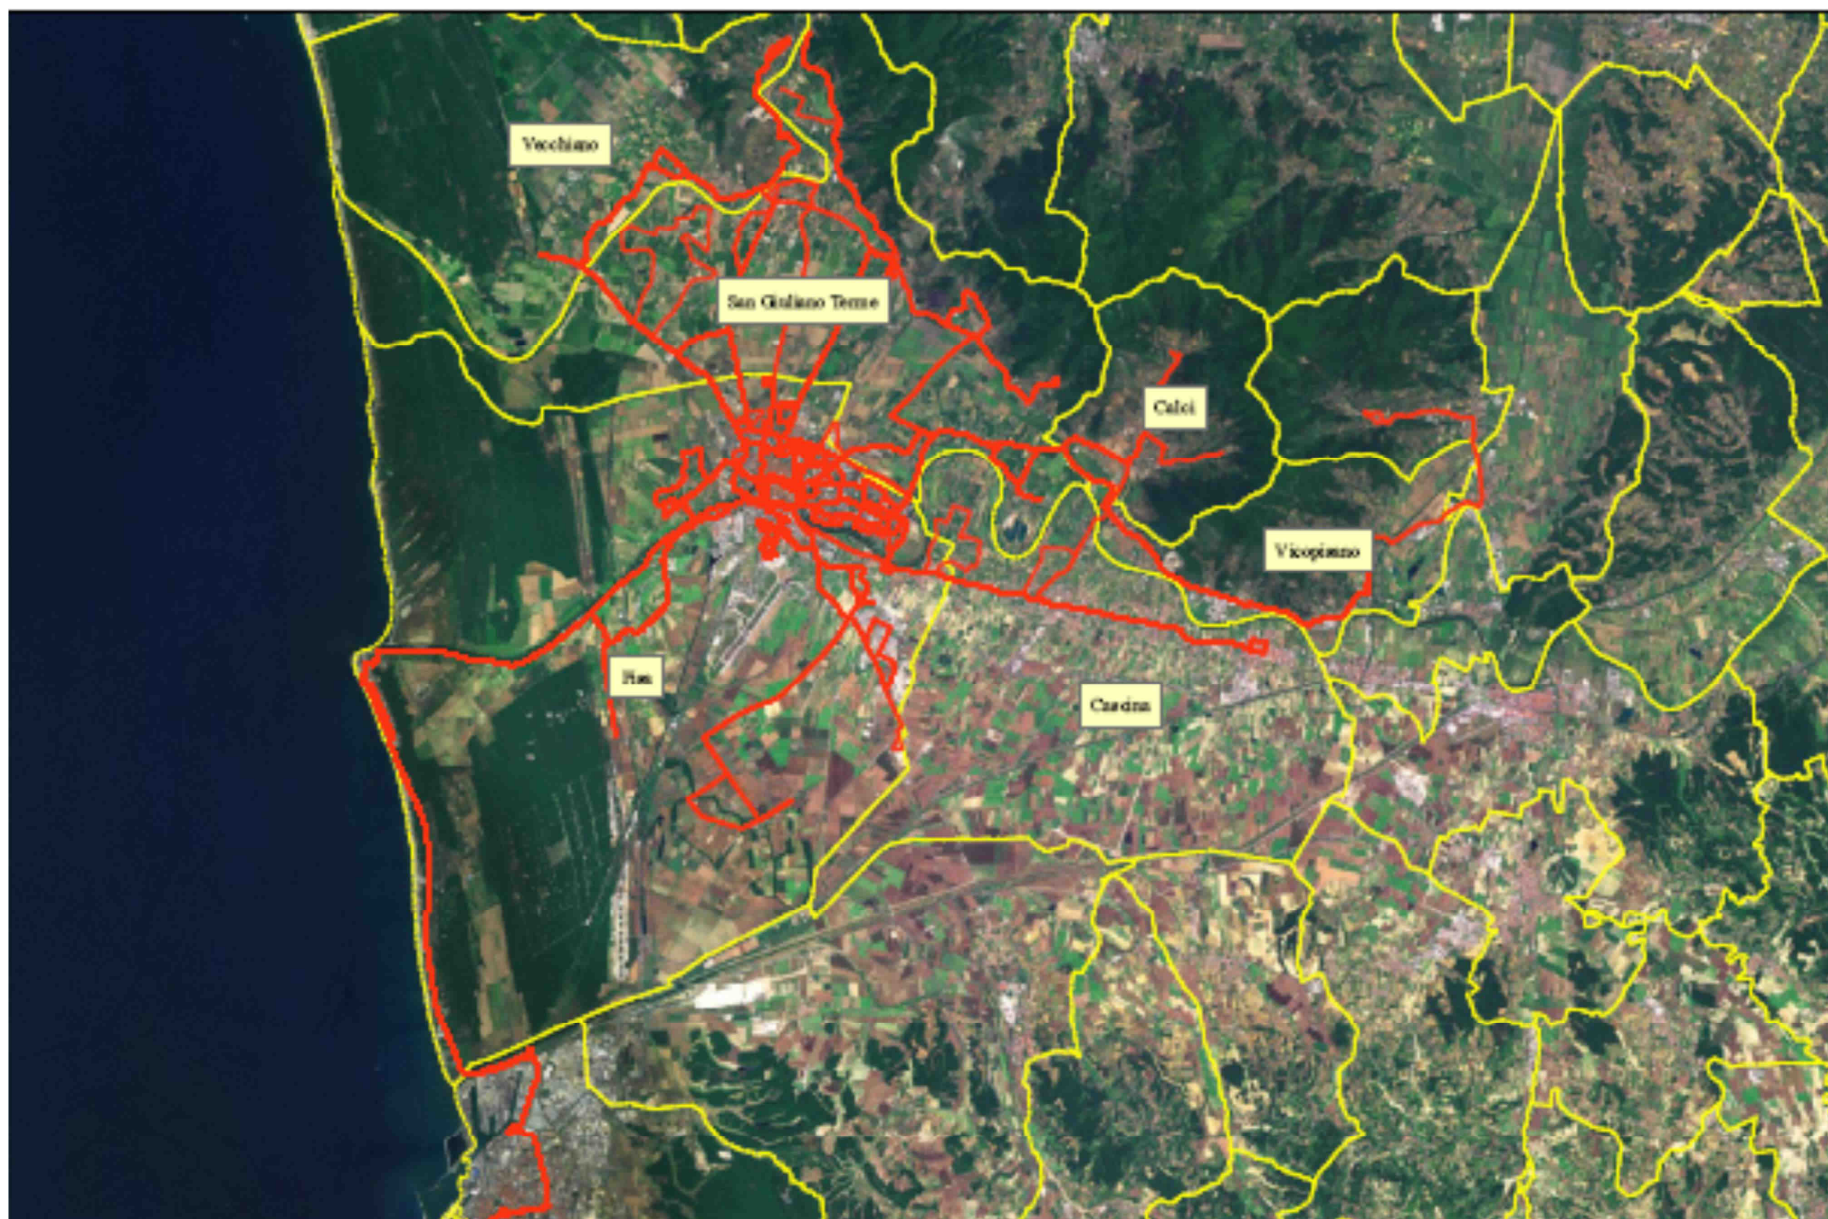 Vecchiano
San Giuliano Terme
Calci
Vicopisano
Pisa
Cascina